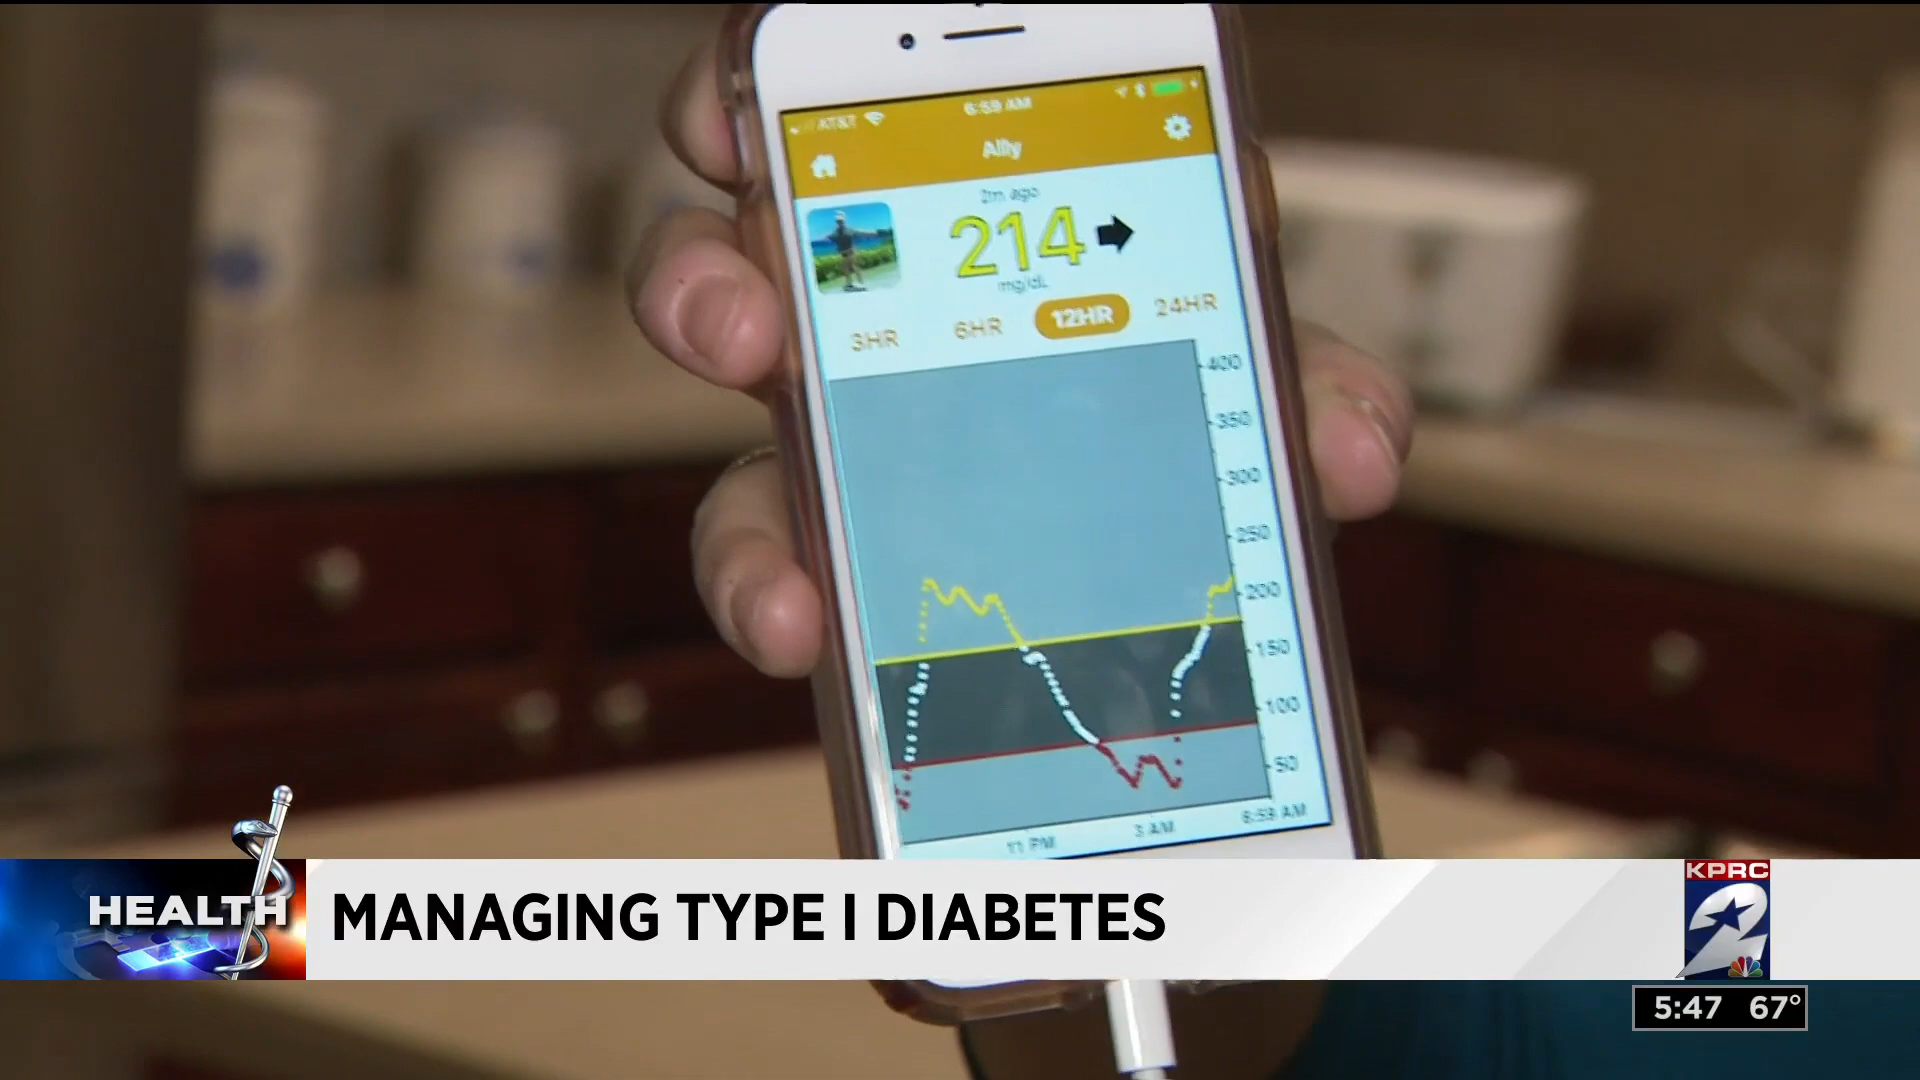 AT&T 6:59 AM
Ally
2m ago
214
mg/dL
3HR 6HR 12HR 24HR
400
350
300
250
200
150
100
50
11 PM 3 AM 6:59 AM
HEALTH
MANAGING TYPE I DIABETES
KPRC
2
5:47 67°